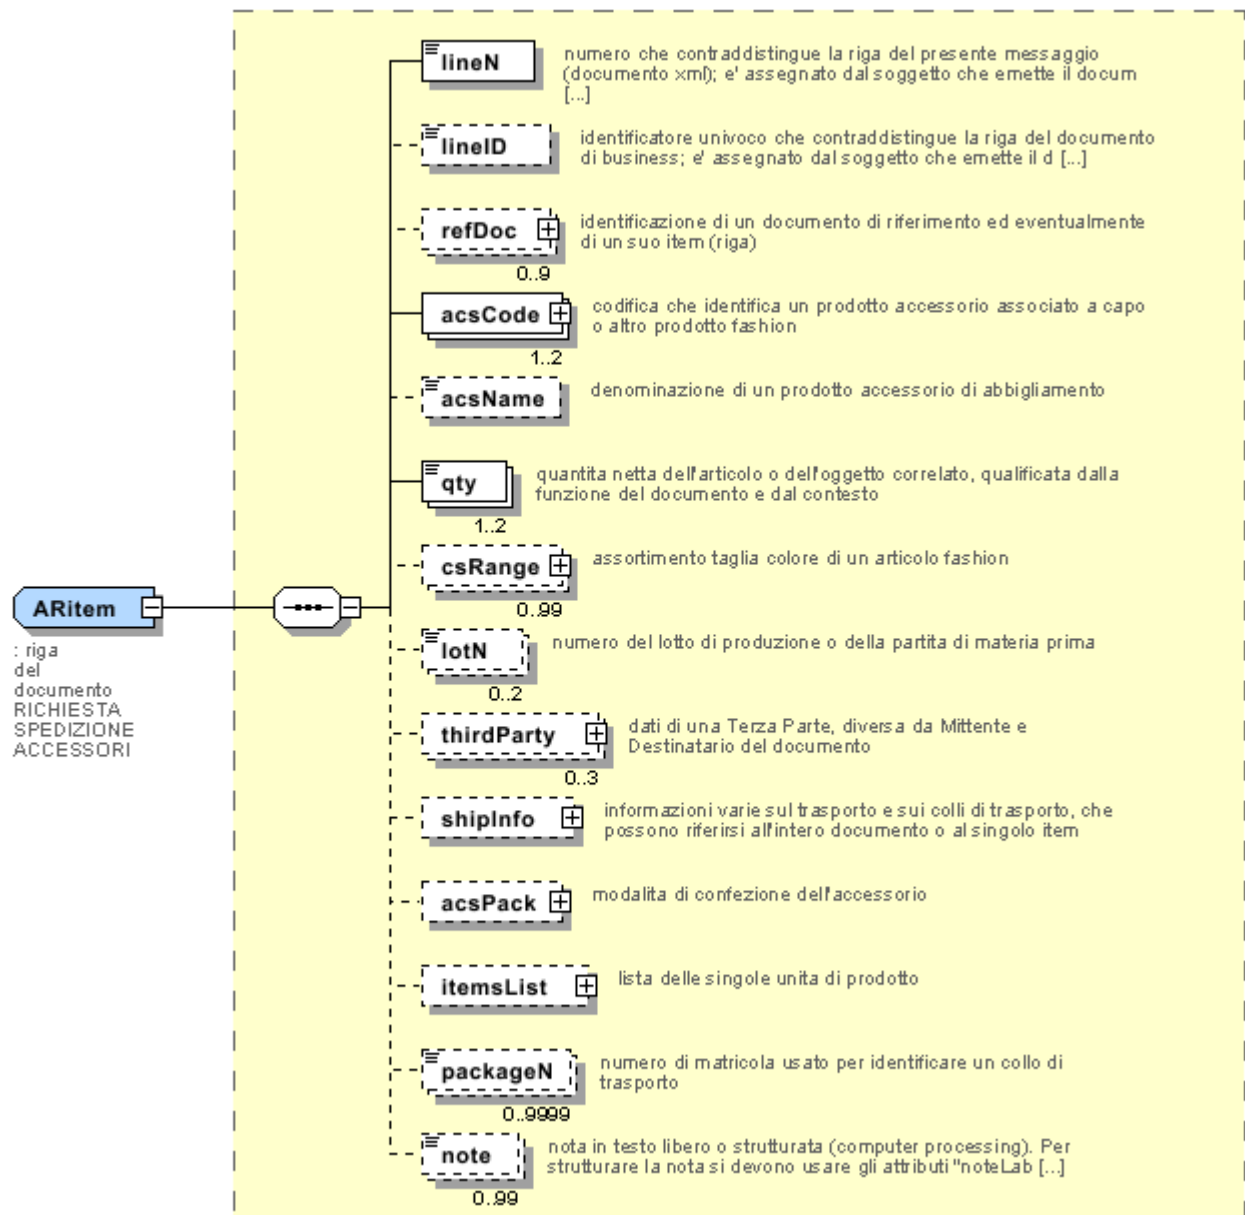 lineN
numero che contraddistingue la riga del presente messaggio
(documento xml); e' assegnato dal soggetto che emette il docum
[...]
lineID
identificatore univoco che contraddistingue la riga del documento
di business; e' assegnato dal soggetto che emette il d [...]
refDoc
identificazione di un documento di riferimento ed eventualmente
di un suo item (riga)
0..9
acsCode
codifica che identifica un prodotto accessorio associato a capo
o altro prodotto fashion
1..2
acsName
denominazione di un prodotto accessorio di abbigliamento
qty
quantita netta dell'articolo o dell'oggetto correlato, qualificata dalla
funzione del documento e dal contesto
1..2
csRange
assortimento taglia colore di un articolo fashion
0..99
ARitem
: riga
del
documento
RICHIESTA
SPEDIZIONE
ACCESSORI
lotN
numero del lotto di produzione o della partita di materia prima
0..2
thirdParty
dati di una Terza Parte, diversa da Mittente e
Destinatario del documento
0..3
shipInfo
informazioni varie sul trasporto e sui colli di trasporto, che
possono riferirsi all'intero documento o al singolo item
acsPack
modalita di confezione dell'accessorio
itemsList
lista delle singole unita di prodotto
packageN
numero di matricola usato per identificare un collo di
trasporto
0..9999
note
nota in testo libero o strutturata (computer processing). Per
strutturare la nota si devono usare gli attributi "noteLab [...]
0..99